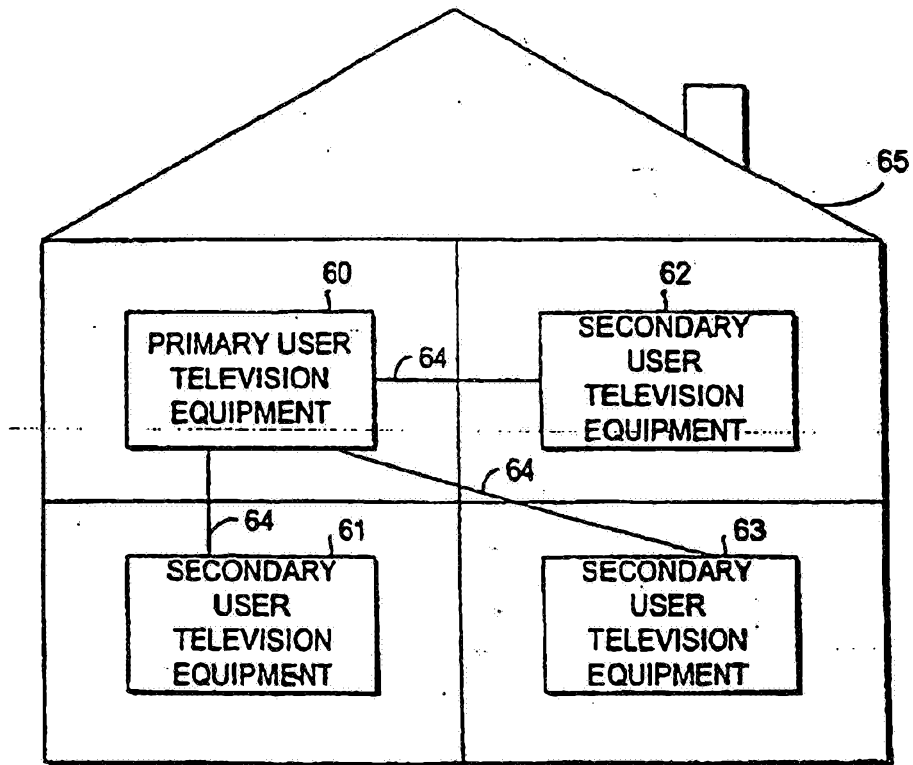 65
60
62
PRIMARY USER
TELEVISION
EQUIPMENT
64
SECONDARY
USER
TELEVISION
EQUIPMENT
64
64
61
63
SECONDARY
USER
TELEVISION
EQUIPMENT
SECONDARY
USER
TELEVISION
EQUIPMENT